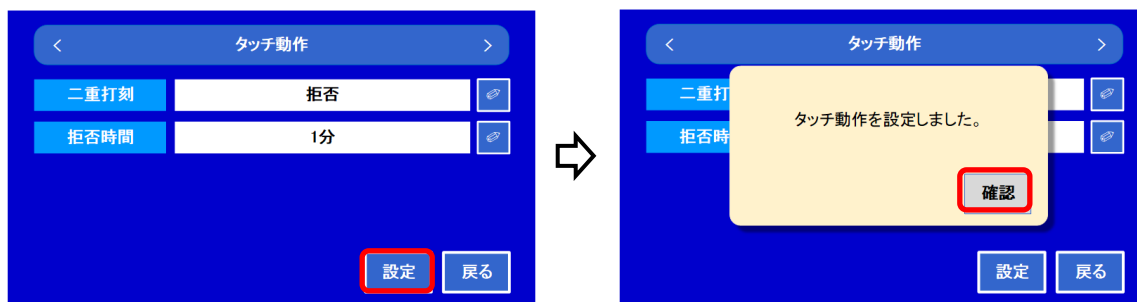 < タッチ動作 >
二重打刻 拒否
拒否時間 1分
設定 戻る
< タッチ動作 >
二重打
拒否時
タッチ動作を設定しました。
確認
設定 戻る